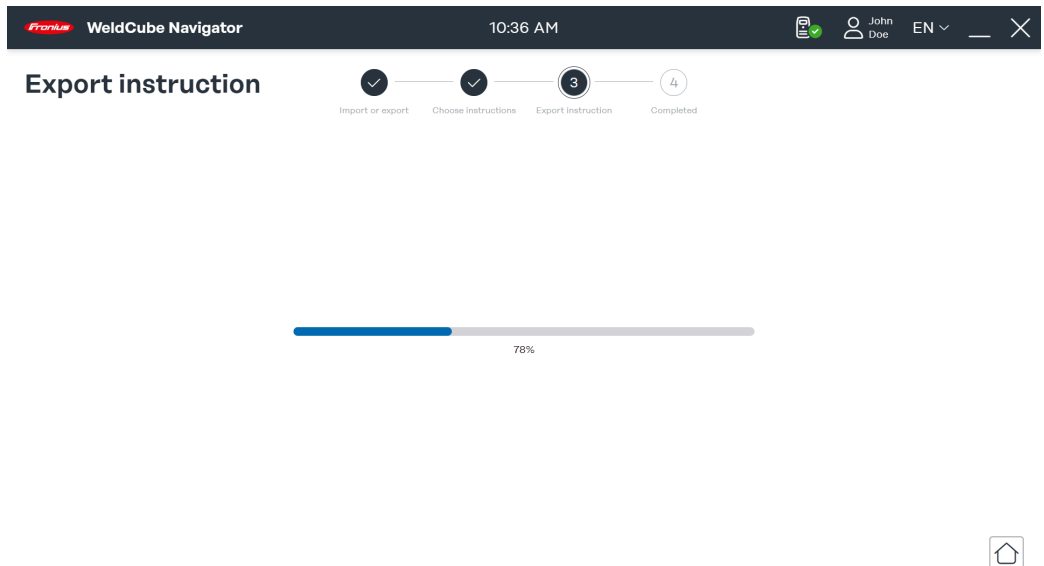 Fronius WeldCube Navigator 10:36 AM John Doe EN
Export instruction
3 4
Import or export Choose instructions Export instruction Completed
78%